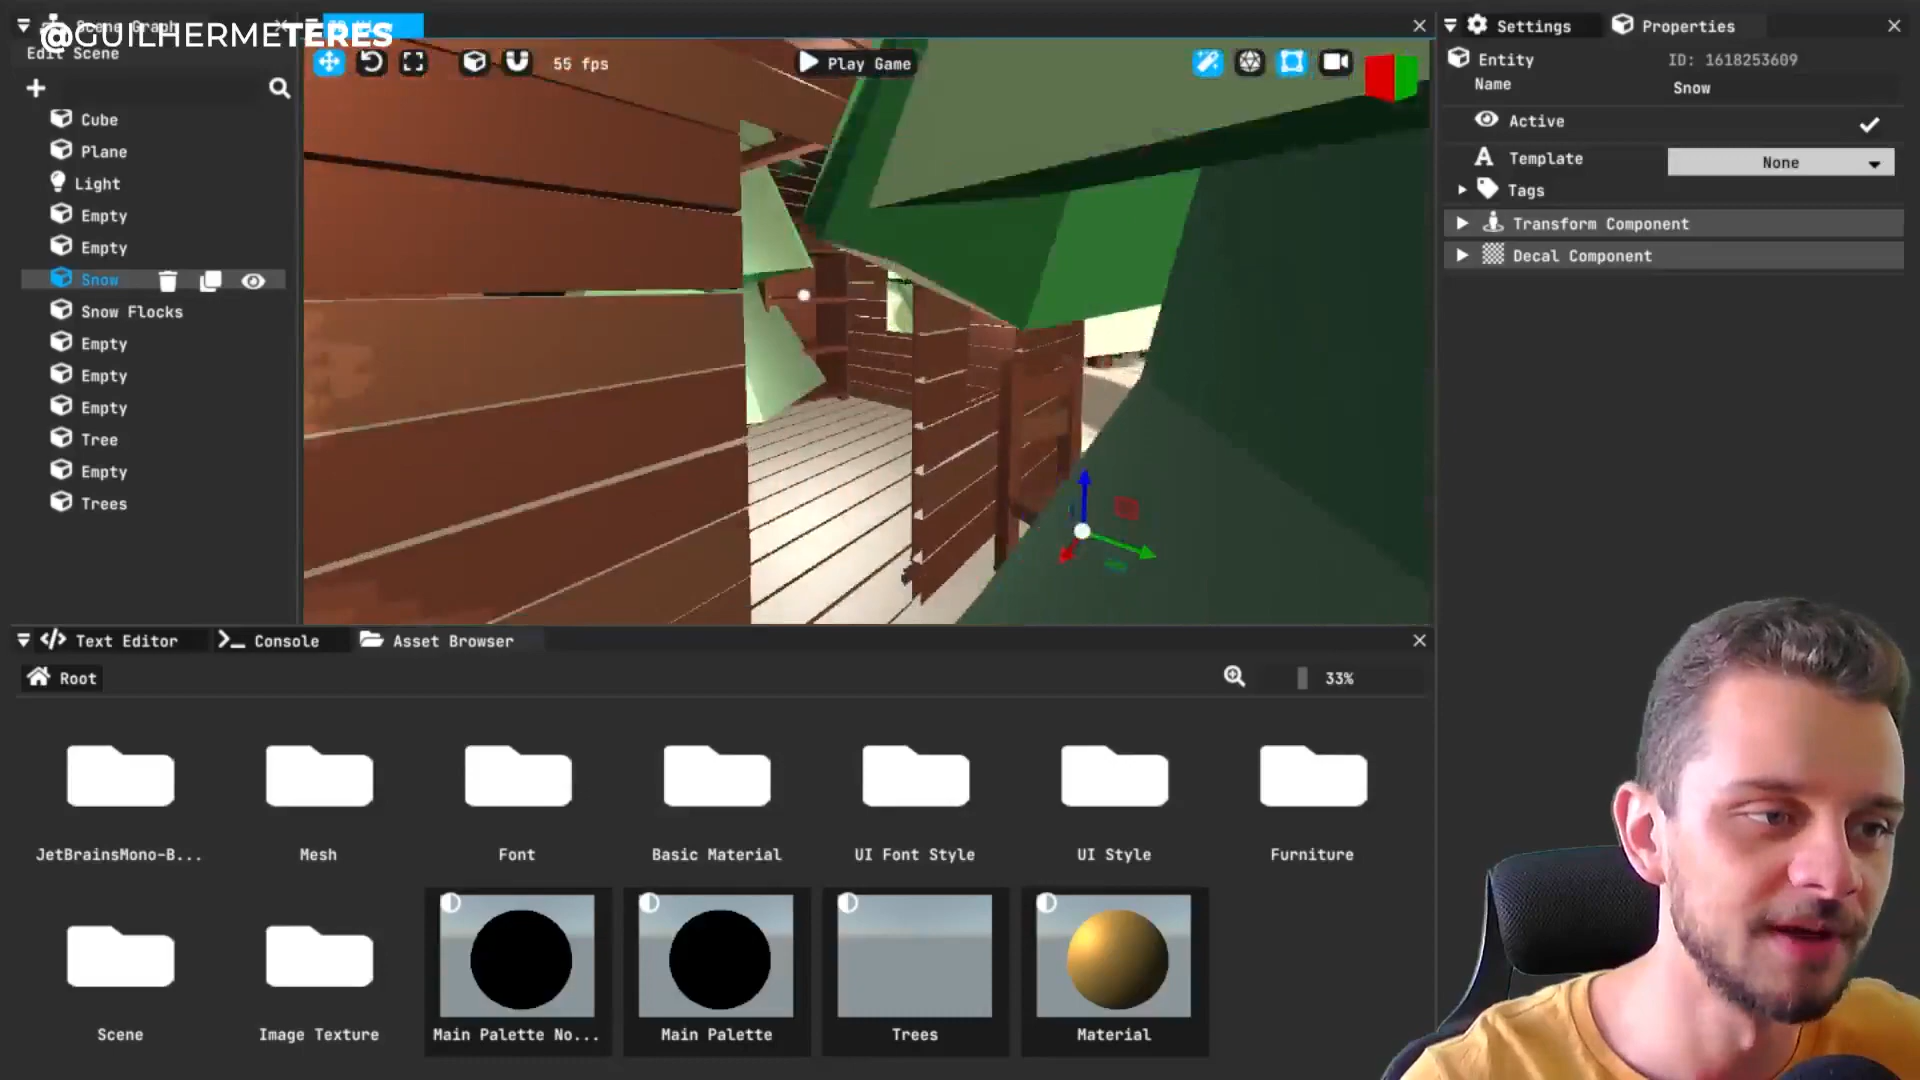 Scene Graph
@GUILHERMETERES
Edit Scene
Cube
Plane
Light
Empty
Empty
Snow
Snow Flocks
Empty
Empty
Empty
Tree
Empty
Trees
55 fps
Play Game
Settings
Properties
Entity
ID: 1618253609
Name
Snow
Active
Template
None
Tags
Transform Component
Decal Component
Text Editor
Console
Asset Browser
Root
33%
JetBrainsMono-B...
Mesh
Font
Basic Material
UI Font Style
UI Style
Furniture
Scene
Image Texture
Main Palette No...
Main Palette
Trees
Material